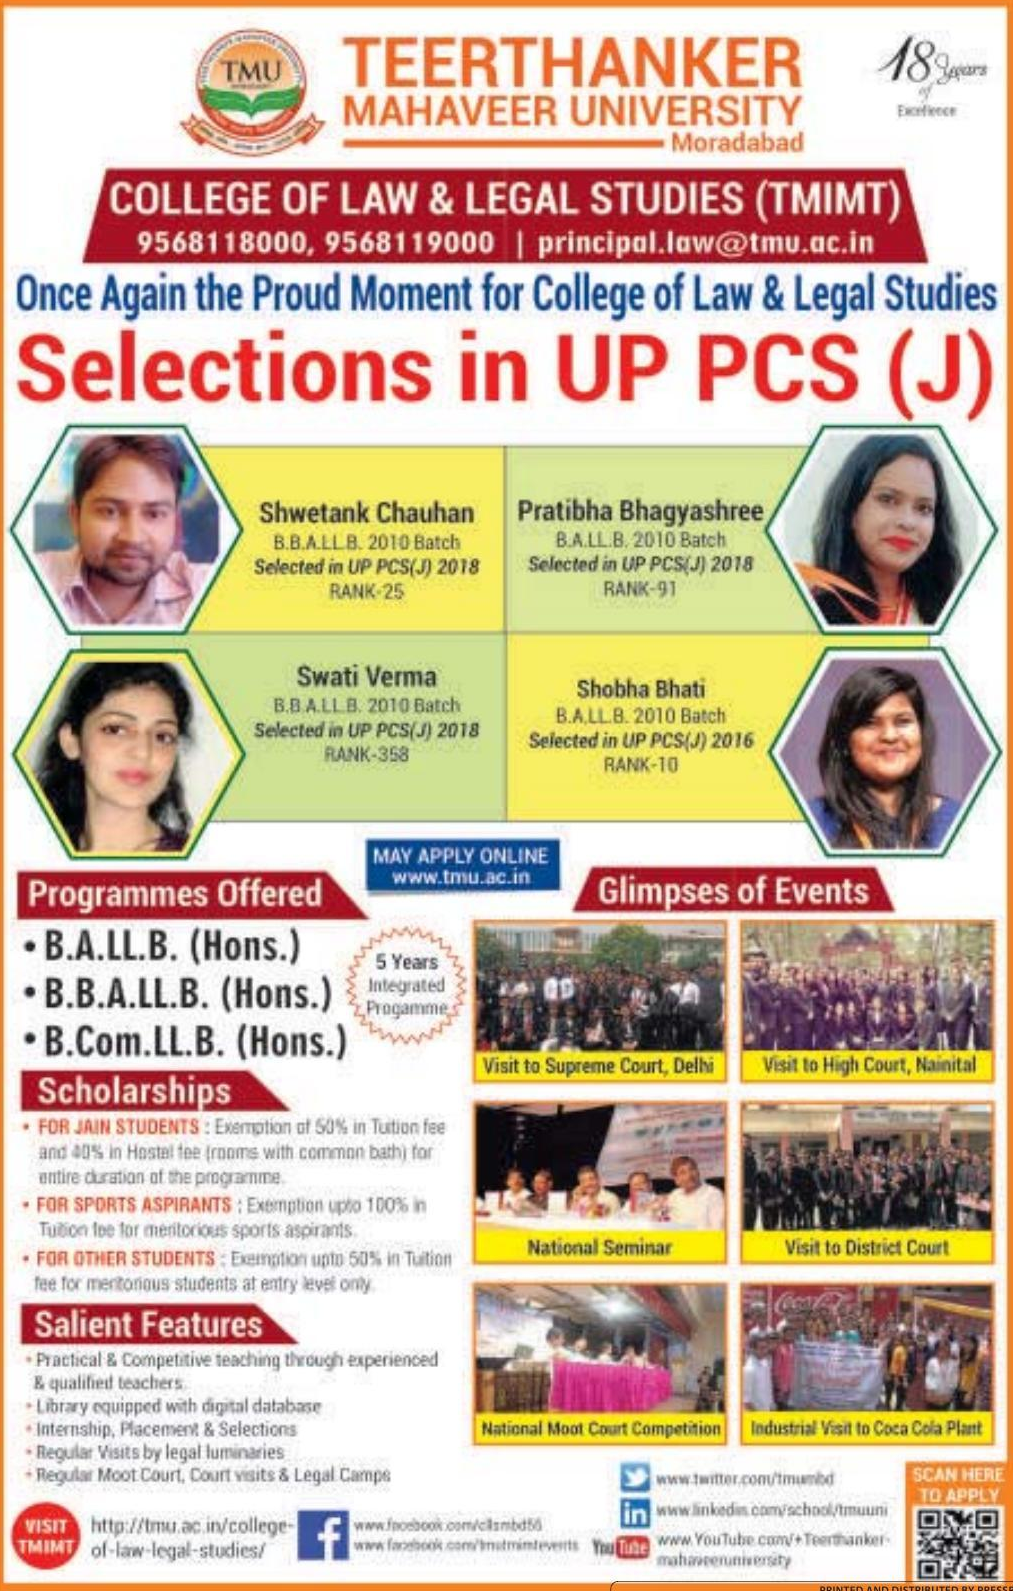 TMU
TEERTHANKER
MAHAVEER UNIVERSITY
Moradabad
18 years
of
Excellence
COLLEGE OF LAW & LEGAL STUDIES (TMIMT)
9568118000, 9568119000 | principal.law@tmu.ac.in
Once Again the Proud Moment for College of Law & Legal Studies
Selections in UP PCS (J)
Shwetank Chauhan
B.B.A.LL.B. 2010 Batch
Selected in UP PCS(J) 2018
RANK-25
Pratibha Bhagyashree
B.A.LL.B. 2010 Batch
Selected in UP PCS(J) 2018
RANK-91
Swati Verma
B.B.A.LL.B. 2010 Batch
Selected in UP PCS(J) 2018
RANK-358
Shobha Bhati
B.A.LL.B. 2010 Batch
Selected in UP PCS(J) 2016
RANK-10
MAY APPLY ONLINE
www.tmu.ac.in
Programmes Offered
• B.A.LL.B. (Hons.)
• B.B.A.LL.B. (Hons.)
• B.Com.LL.B. (Hons.)
5 Years
Integrated
Progamme
Scholarships
• FOR JAIN STUDENTS : Exemption of 50% in Tuition fee
and 40% in Hostel fee (rooms with common bath) for
entire duration of the programme.
• FOR SPORTS ASPIRANTS : Exemption upto 100% in
Tuition fee for meritorious sports aspirants.
• FOR OTHER STUDENTS : Exemption upto 50% in Tuition
fee for meritorious students at entry level only.
Salient Features
• Practical & Competitive teaching through experienced
& qualified teachers.
• Library equipped with digital database
• Internship, Placement & Selections
• Regular Visits by legal luminaries
• Regular Moot Court, Court visits & Legal Camps
Glimpses of Events
Visit to Supreme Court, Delhi
Visit to High Court, Nainital
National Seminar
Visit to District Court
Coca-Cola
National Moot Court Competition
Industrial Visit to Coca Cola Plant
VISIT
TMIMT
http://tmu.ac.in/college-
of-law-legal-studies/
f
www.facebook.com/cllsmbd55
www.facebook.com/tmutmimtevents
www.twitter.com/tmumbd
in
www.linkedin.com/school/tmuuni
YouTube
www.YouTube.com/+Teerthanker-
mahaveeruniversity
SCAN HERE
TO APPLY
PRINTED AND DISTRIBUTED BY